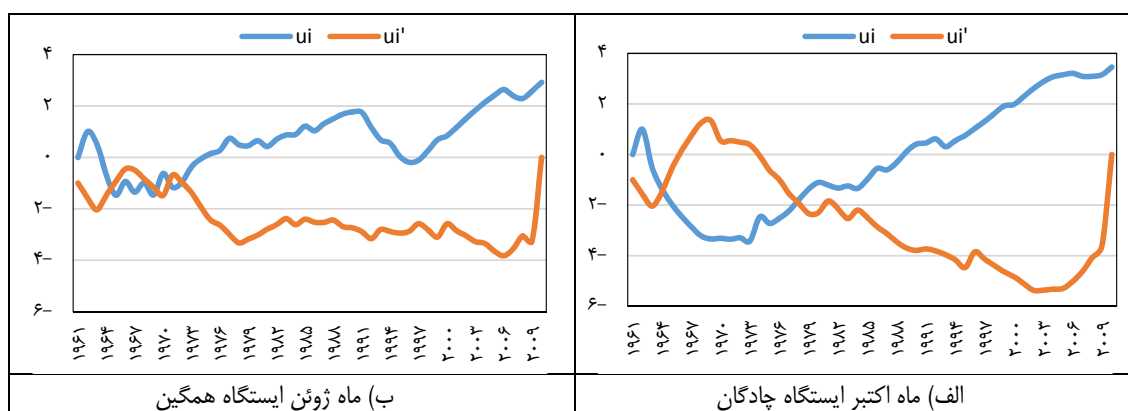 ui ui'
۴
۲
۰
۲–
۴–
۶–
۱۹۶۱ ۱۹۶۴ ۱۹۶۷ ۱۹۷۰ ۱۹۷۳ ۱۹۷۶ ۱۹۷۹ ۱۹۸۲ ۱۹۸۵ ۱۹۸۸ ۱۹۹۱ ۱۹۹۴ ۱۹۹۷ ۲۰۰۰ ۲۰۰۳ ۲۰۰۶ ۲۰۰۹
الف) ماه اکتبر ایستگاه چادگان
ui ui'
۴
۲
۰
۲–
۴–
۶–
۱۹۶۱ ۱۹۶۴ ۱۹۶۷ ۱۹۷۰ ۱۹۷۳ ۱۹۷۶ ۱۹۷۹ ۱۹۸۲ ۱۹۸۵ ۱۹۸۸ ۱۹۹۱ ۱۹۹۴ ۱۹۹۷ ۲۰۰۰ ۲۰۰۳ ۲۰۰۶ ۲۰۰۹
ب) ماه ژوئن ایستگاه همگین